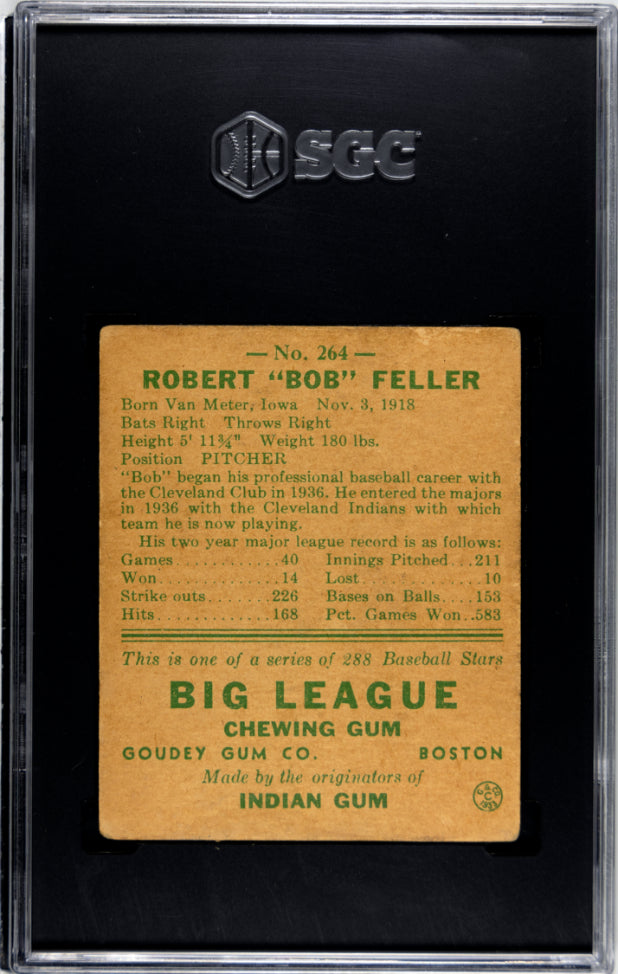 SGC
— No. 264 —
ROBERT "BOB" FELLER
Born Van Meter, Iowa Nov. 3, 1918
Bats Right Throws Right
Height 5' 11¾" Weight 180 lbs.
Position PITCHER
"Bob" began his professional baseball career with
the Cleveland Club in 1936. He entered the majors
in 1936 with the Cleveland Indians with which
team he is now playing.
His two year major league record is as follows:
Games............40 Innings Pitched...211
Won..............14 Lost..............10
Strike outs.......226 Bases on Balls....153
Hits.............168 Pct. Games Won..583
This is one of a series of 288 Baseball Stars
BIG LEAGUE
CHEWING GUM
GOUDEY GUM CO. BOSTON
Made by the originators of
INDIAN GUM